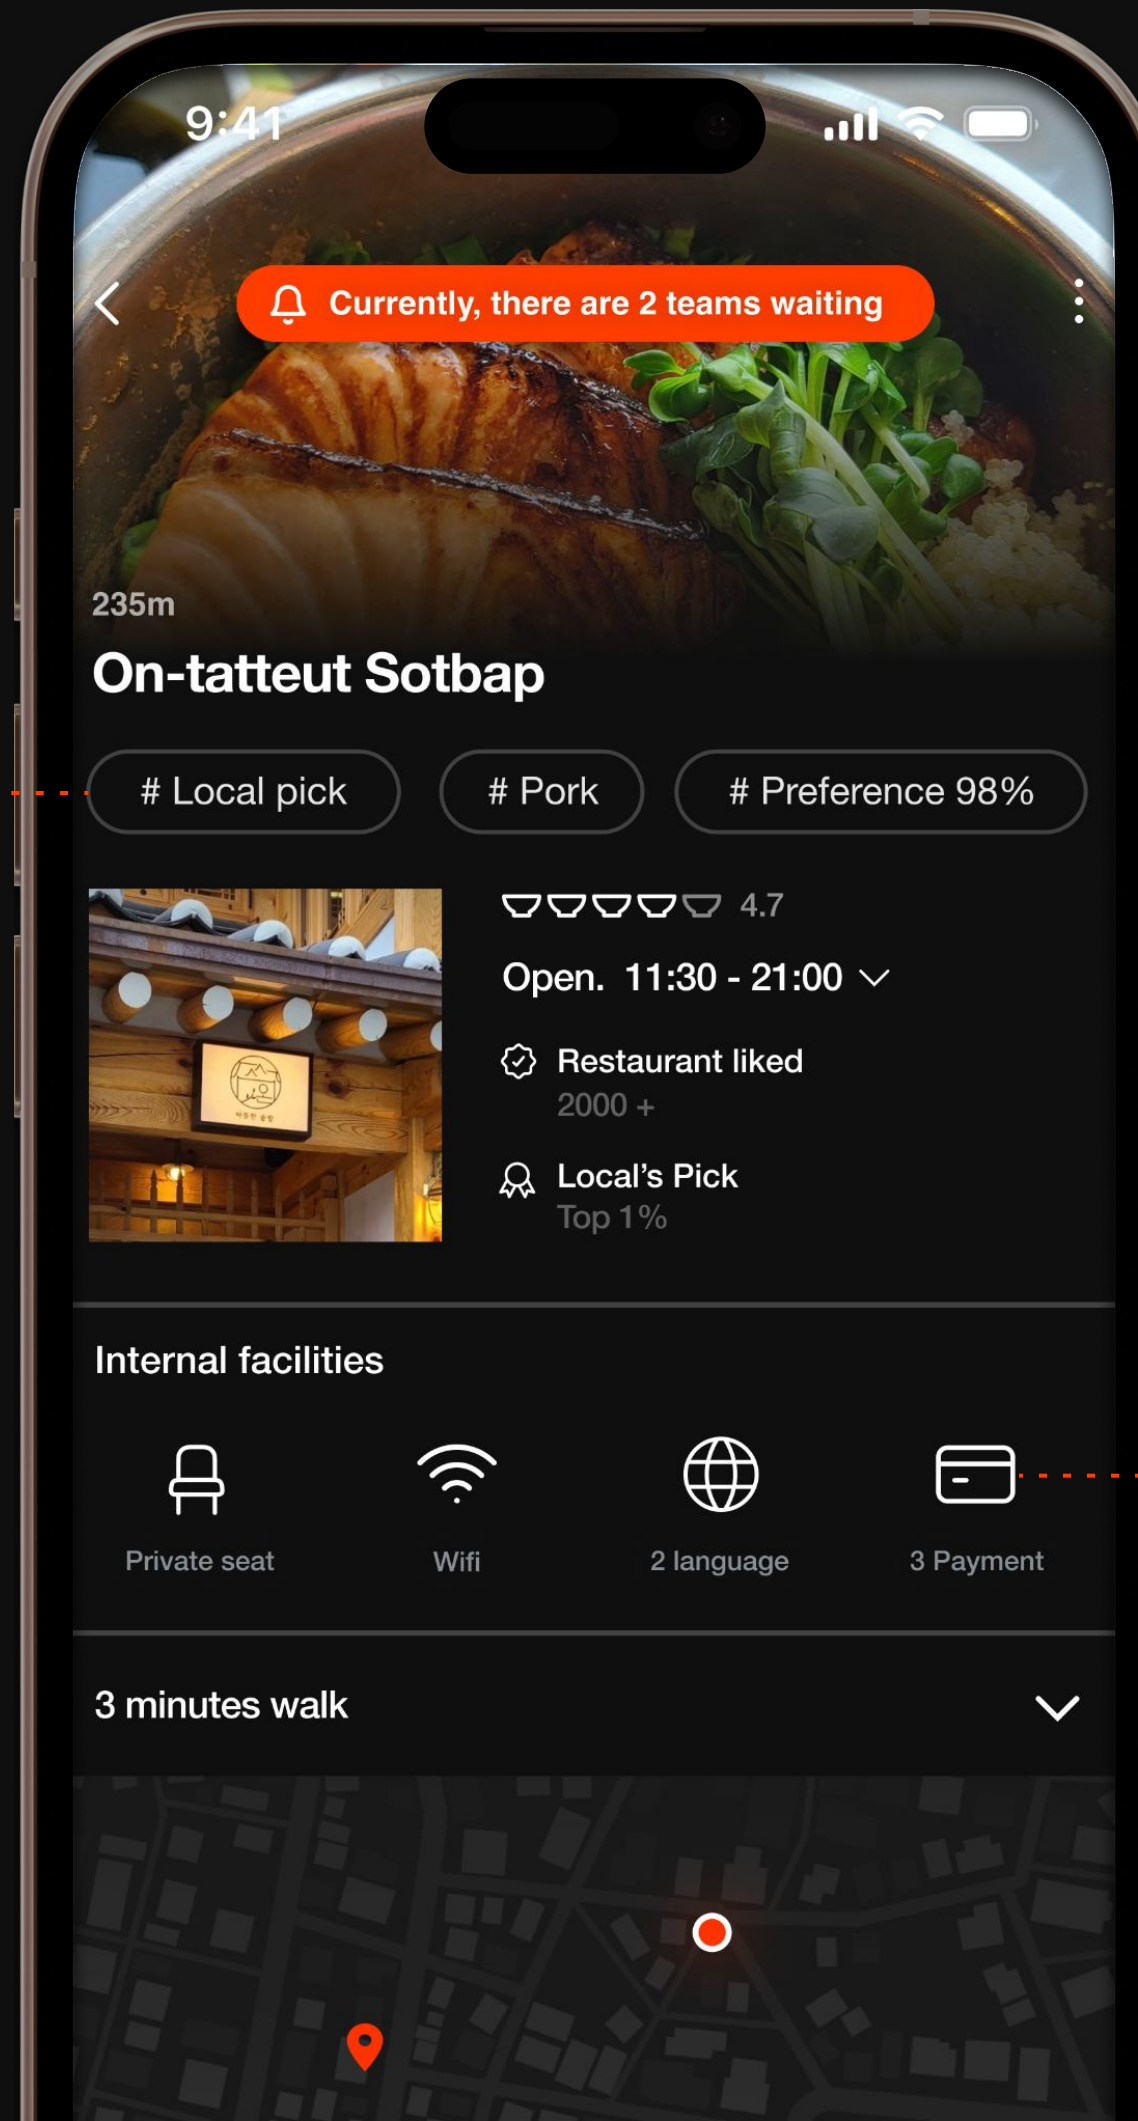 9:41
Currently, there are 2 teams waiting
235m
On-tatteut Sotbap
# Local pick
# Pork
# Preference 98%
4.7
Open. 11:30 - 21:00
Restaurant liked
2000 +
Local's Pick
Top 1%
Internal facilities
Private seat
Wifi
2 language
3 Payment
3 minutes walk